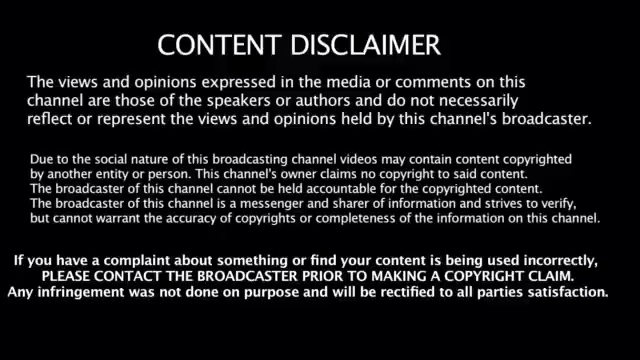 CONTENT DISCLAIMER
The views and opinions expressed in the media or comments on this
channel are those of the speakers or authors and do not necessarily
reflect or represent the views and opinions held by this channel's broadcaster.
Due to the social nature of this broadcasting channel videos may contain content copyrighted
by another entity or person. This channel's owner claims no copyright to said content.
The broadcaster of this channel cannot be held accountable for the copyrighted content.
The broadcaster of this channel is a messenger and sharer of information and strives to verify,
but cannot warrant the accuracy of copyrights or completeness of the information on this channel.
If you have a complaint about something or find your content is being used incorrectly,
PLEASE CONTACT THE BROADCASTER PRIOR TO MAKING A COPYRIGHT CLAIM.
Any infringement was not done on purpose and will be rectified to all parties satisfaction.